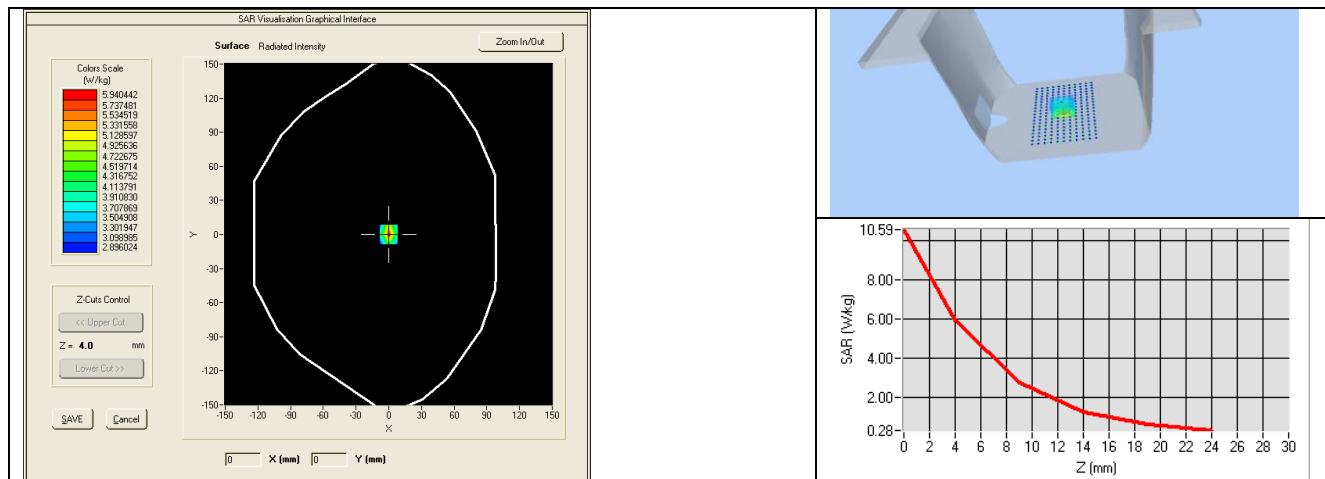 SAR Visualisation Graphical Interface
Surface Radiated Intensity
Zoom In/Out
Colors Scale
(W/kg)
5.940442
5.737481
5.534519
5.331558
5.128597
4.925636
4.722675
4.519714
4.316752
4.113791
3.910830
3.707869
3.504908
3.301947
3.098985
2.896024
Z-Cuts Control
<< Upper Cut
Z = 4.0 mm
Lower Cut >>
SAVE Cancel
150-
120-
90-
60-
30-
0-
-30-
-60-
-90-
-120-
-150-
Y
-150 -120 -90 -60 -30 0 30 60 90 120 150
X
0 X (mm) 0 Y (mm)
10.59-
8.00-
6.00-
4.00-
2.00-
0.28-
SAR (W/kg)
0 2 4 6 8 10 12 14 16 18 20 22 24 26 28 30
Z (mm)